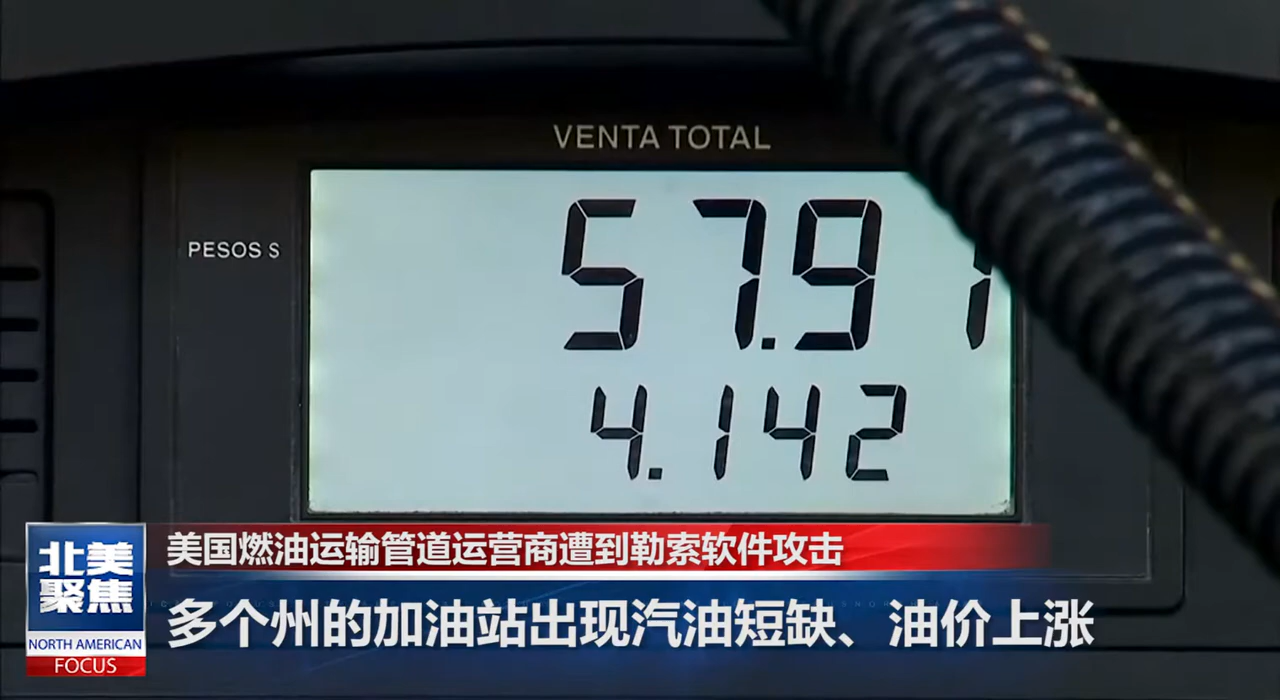 VENTA TOTAL
PESOS $
57.91
4.142
美国燃油运输管道运营商遭到勒索软件攻击
北美
聚焦
多个州的加油站出现汽油短缺、油价上涨
NORTH AMERICAN
FOCUS